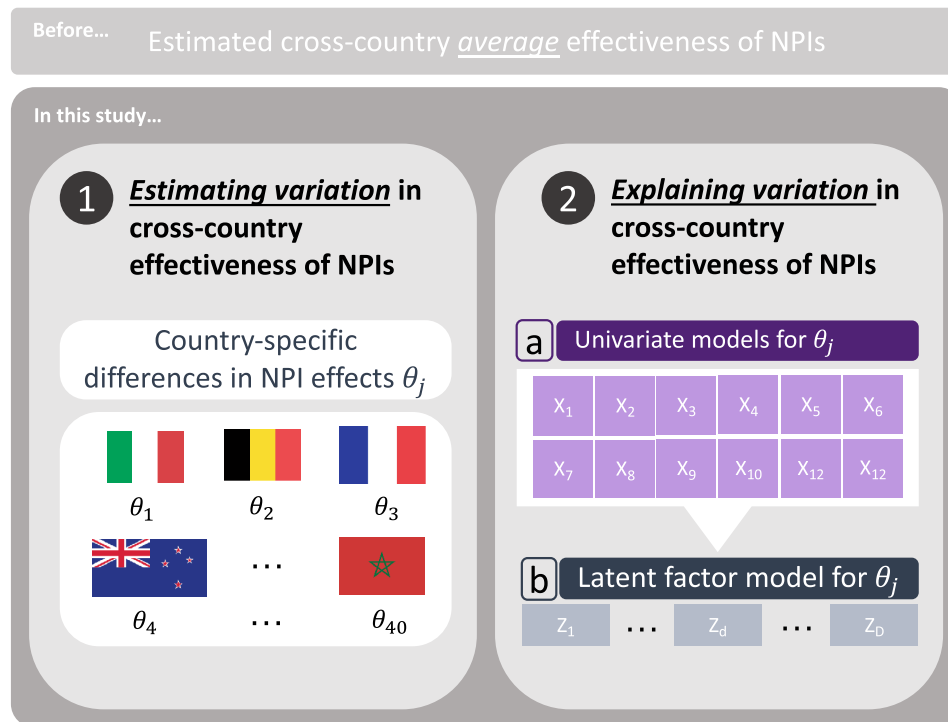 Before…
Estimated cross-country average effectiveness of NPIs
In this study…
1
Estimating variation in
cross-country
effectiveness of NPIs
Country-specific
differences in NPI effects θj
θ1 θ2 θ3
…
θ4 … θ40
2
Explaining variation in
cross-country
effectiveness of NPIs
a Univariate models for θj
X1 X2 X3 X4 X5 X6
X7 X8 X9 X10 X12 X12
b Latent factor model for θj
Z1 … Zd … ZD